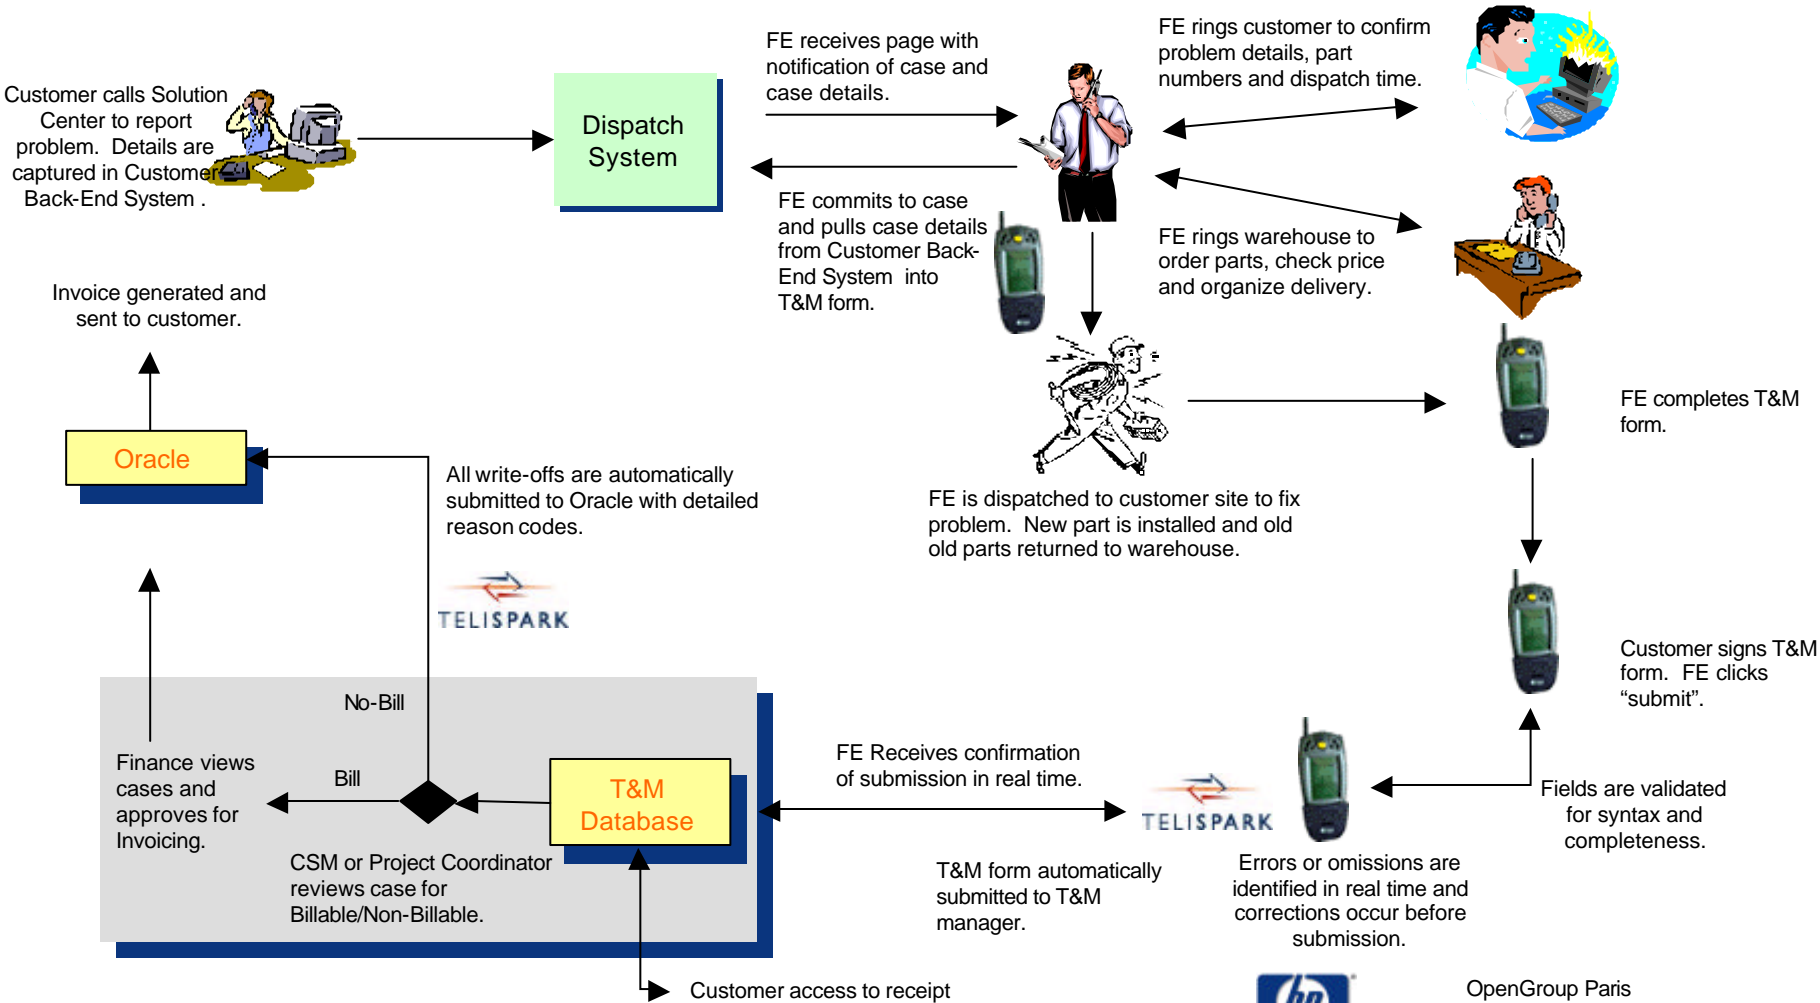 Customer calls Solution
Center to report
problem. Details are
captured in Customer
Back-End System .
Dispatch
System
FE receives page with
notification of case and
case details.
FE commits to case
and pulls case details
from Customer Back-
End System into
T&M form.
FE rings customer to confirm
problem details, part
numbers and dispatch time.
FE rings warehouse to
order parts, check price
and organize delivery.
FE is dispatched to customer site to fix
problem. New part is installed and old
old parts returned to warehouse.
FE completes T&M
form.
Customer signs T&M
form. FE clicks
“submit”.
Fields are validated
for syntax and
completeness.
Errors or omissions are
identified in real time and
corrections occur before
submission.
TELISPARK
FE Receives confirmation
of submission in real time.
T&M form automatically
submitted to T&M
manager.
T&M
Database
Customer access to receipt
CSM or Project Coordinator
reviews case for
Billable/Non-Billable.
Bill
No-Bill
Finance views
cases and
approves for
Invoicing.
All write-offs are automatically
submitted to Oracle with detailed
reason codes.
TELISPARK
Oracle
Invoice generated and
sent to customer.
hp
OpenGroup Paris